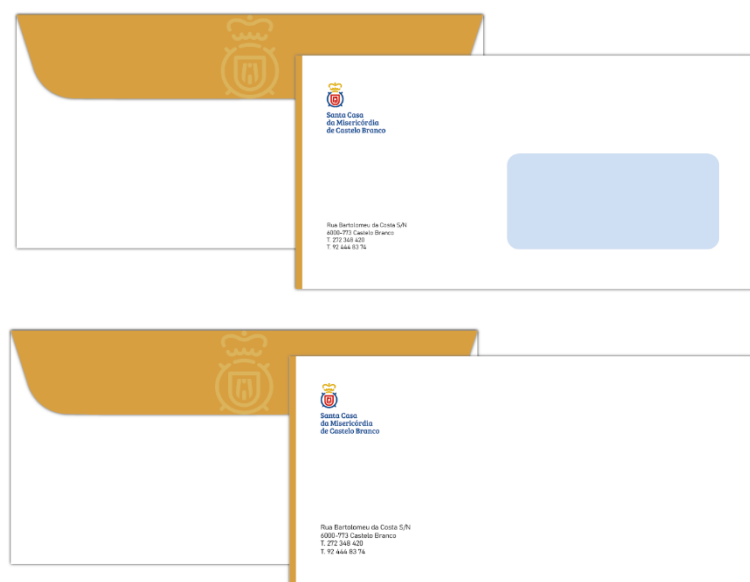 Santa Casa
da Misericórdia
de Castelo Branco
Rua Bartolomeu da Costa S/N
6000-773 Castelo Branco
T. 272 348 420
T. 92 444 83 74
Santa Casa
da Misericórdia
de Castelo Branco
Rua Bartolomeu da Costa S/N
6000-773 Castelo Branco
T. 272 348 420
T. 92 444 83 74